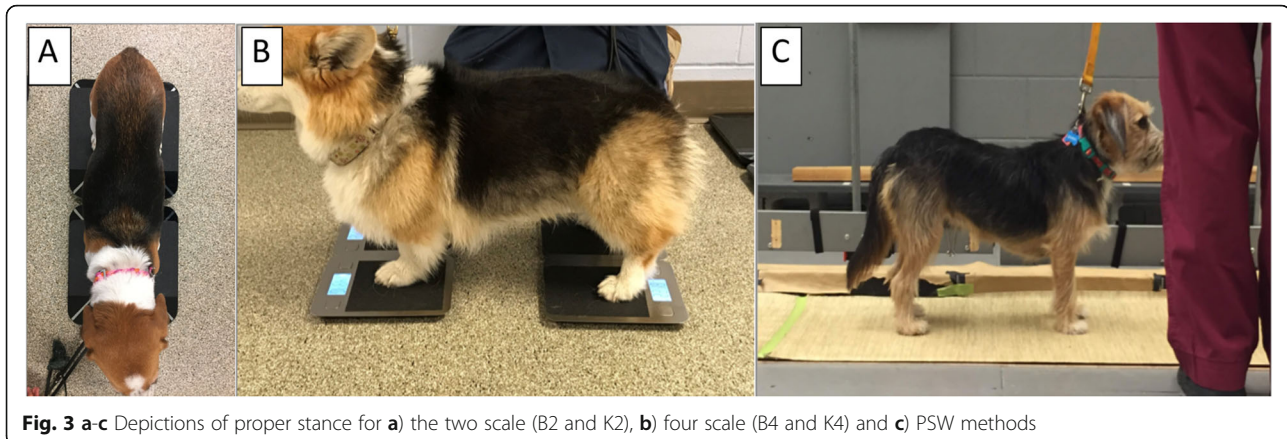 A
B
C
Fig. 3 a-c Depictions of proper stance for a) the two scale (B2 and K2), b) four scale (B4 and K4) and c) PSW methods